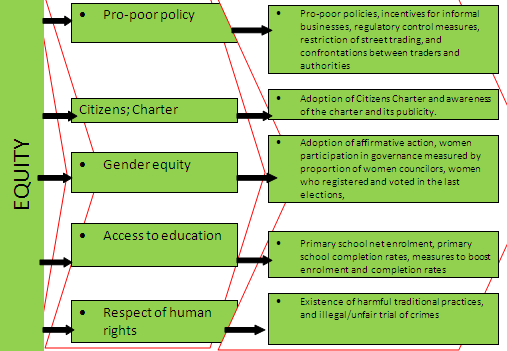 EQUITY
• Pro-poor policy
• Pro-poor policies, incentives for informal
businesses, regulatory control measures,
restriction of street trading, and
confrontations between traders and
authorities
Citizens; Charter
• Adoption of Citizens Charter and awareness
of the charter and its publicity.
• Gender equity
Adoption of affirmative action, women
participation in governance measured by
proportion of women councilors, women
who registered and voted in the last
elections,
• Access to education
• Primary school net enrolment, primary
school completion rates, measures to boost
enrolment and completion rates
• Respect of human
rights
• Existence of harmful traditional practices,
and illegal/unfair trial of crimes